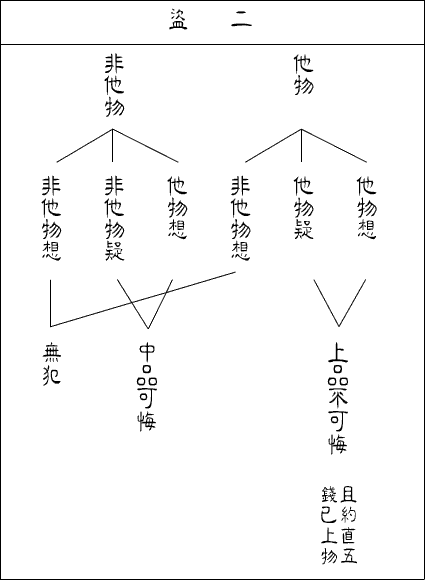 二 盜
他物
非他物
他物想
他物疑
非他物想
他物想
非他物疑
非他物想
上品不可悔
中品可悔
無犯
且約直五
錢已上物